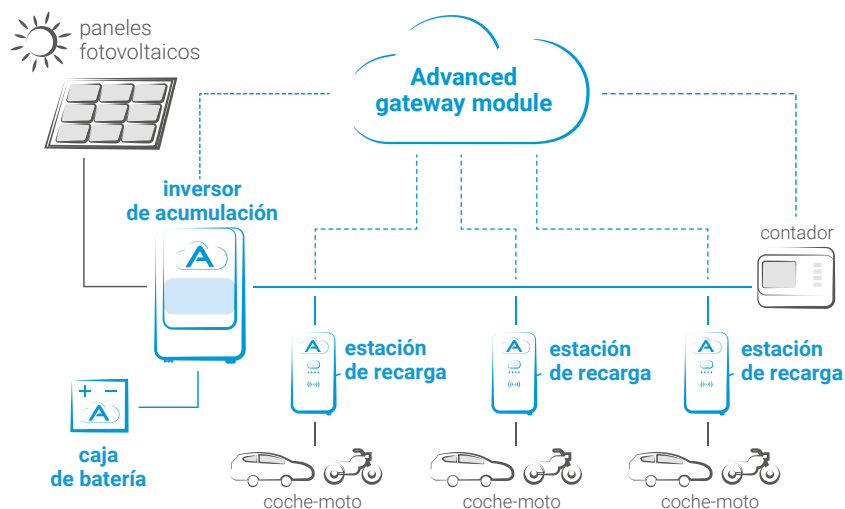 paneles
fotovoltaicos
Advanced
gateway module
inversor
de acumulación
A
contador
A
estación
de recarga
A
estación
de recarga
A
estación
de recarga
+ −
A
caja
de batería
coche-moto
coche-moto
coche-moto